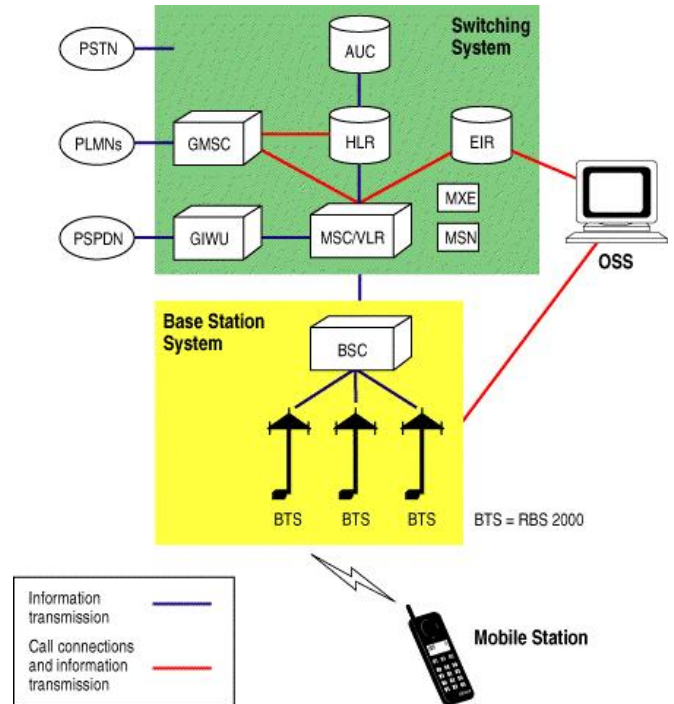 Switching
System
PSTN
AUC
PLMNs
GMSC
HLR
EIR
MXE
PSPDN
GIWU
MSC/VLR
MSN
OSS
Base Station
System
BSC
BTS
BTS
BTS
BTS = RBS 2000
Information
transmission
Call connections
and information
transmission
Mobile Station